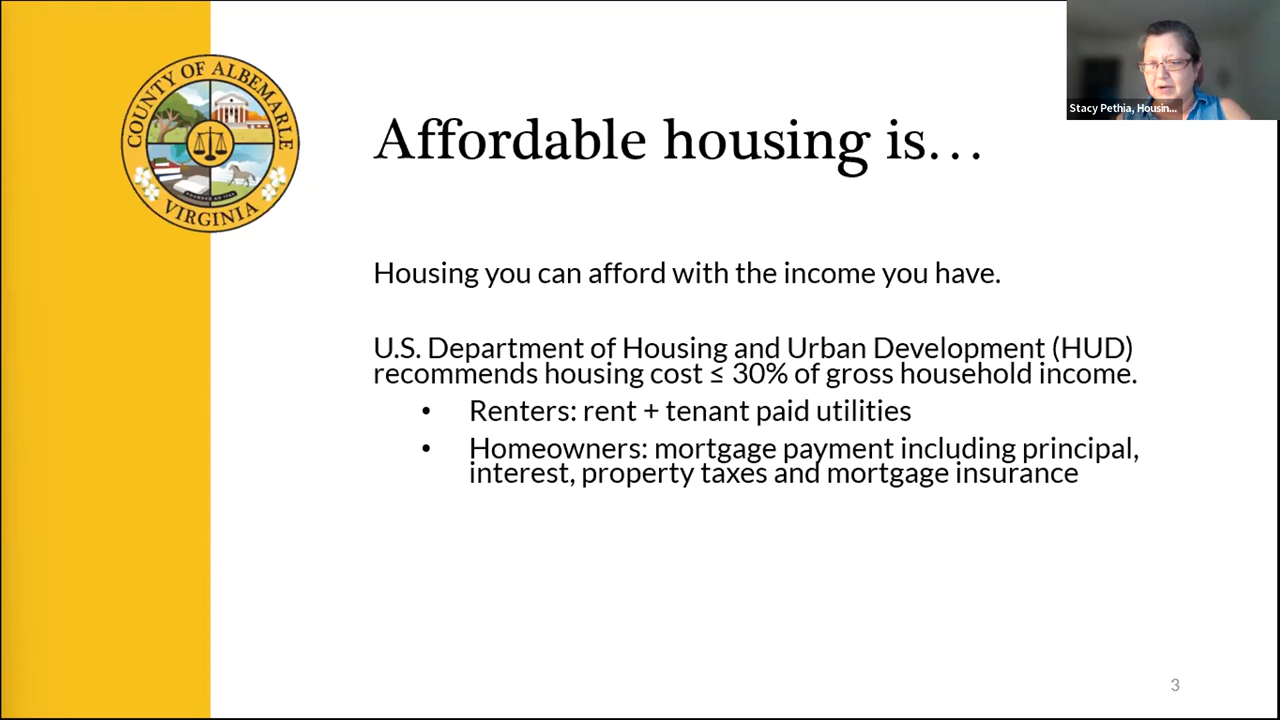 COUNTY OF ALBEMARLE
VIRGINIA
Stacy Pethia, Housin...
Affordable housing is…
Housing you can afford with the income you have.
U.S. Department of Housing and Urban Development (HUD)
recommends housing cost ≤ 30% of gross household income.
• Renters: rent + tenant paid utilities
• Homeowners: mortgage payment including principal,
interest, property taxes and mortgage insurance
3